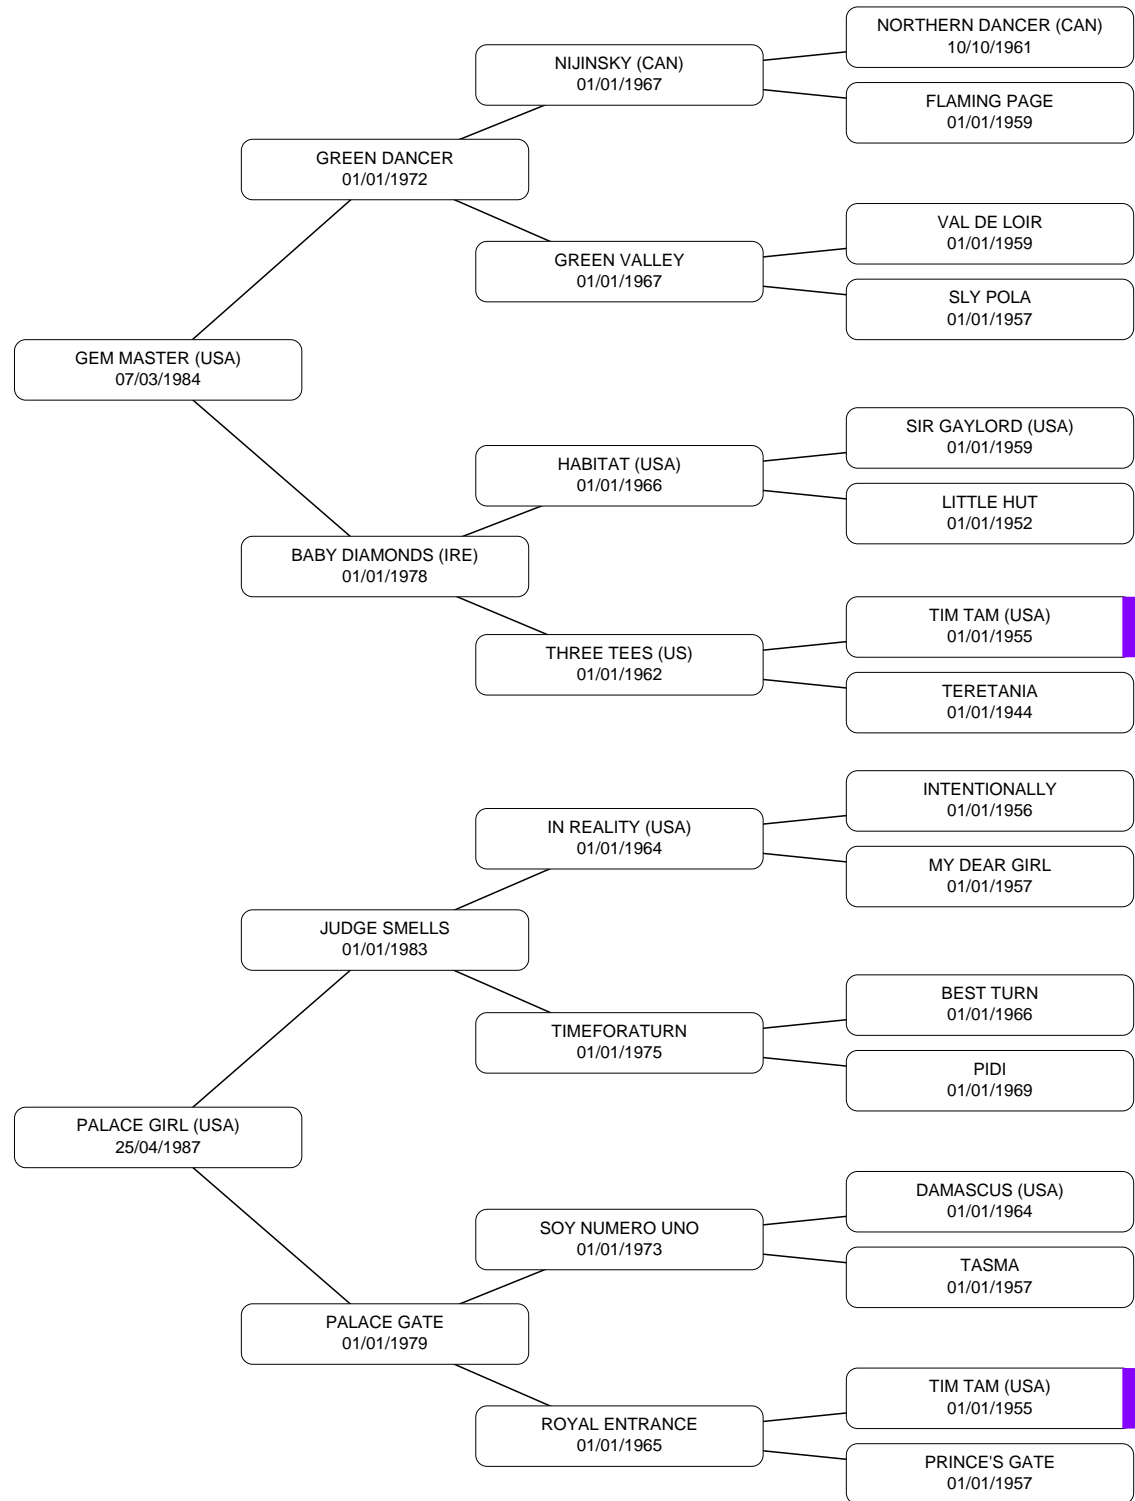 NORTHERN DANCER (CAN)
10/10/1961
NIJINSKY (CAN)
01/01/1967
FLAMING PAGE
01/01/1959
GREEN DANCER
01/01/1972
VAL DE LOIR
01/01/1959
GREEN VALLEY
01/01/1967
SLY POLA
01/01/1957
GEM MASTER (USA)
07/03/1984
SIR GAYLORD (USA)
01/01/1959
HABITAT (USA)
01/01/1966
LITTLE HUT
01/01/1952
BABY DIAMONDS (IRE)
01/01/1978
TIM TAM (USA)
01/01/1955
THREE TEES (US)
01/01/1962
TERETANIA
01/01/1944
INTENTIONALLY
01/01/1956
IN REALITY (USA)
01/01/1964
MY DEAR GIRL
01/01/1957
JUDGE SMELLS
01/01/1983
BEST TURN
01/01/1966
TIMEFORATURN
01/01/1975
PIDI
01/01/1969
PALACE GIRL (USA)
25/04/1987
DAMASCUS (USA)
01/01/1964
SOY NUMERO UNO
01/01/1973
TASMA
01/01/1957
PALACE GATE
01/01/1979
TIM TAM (USA)
01/01/1955
ROYAL ENTRANCE
01/01/1965
PRINCE'S GATE
01/01/1957